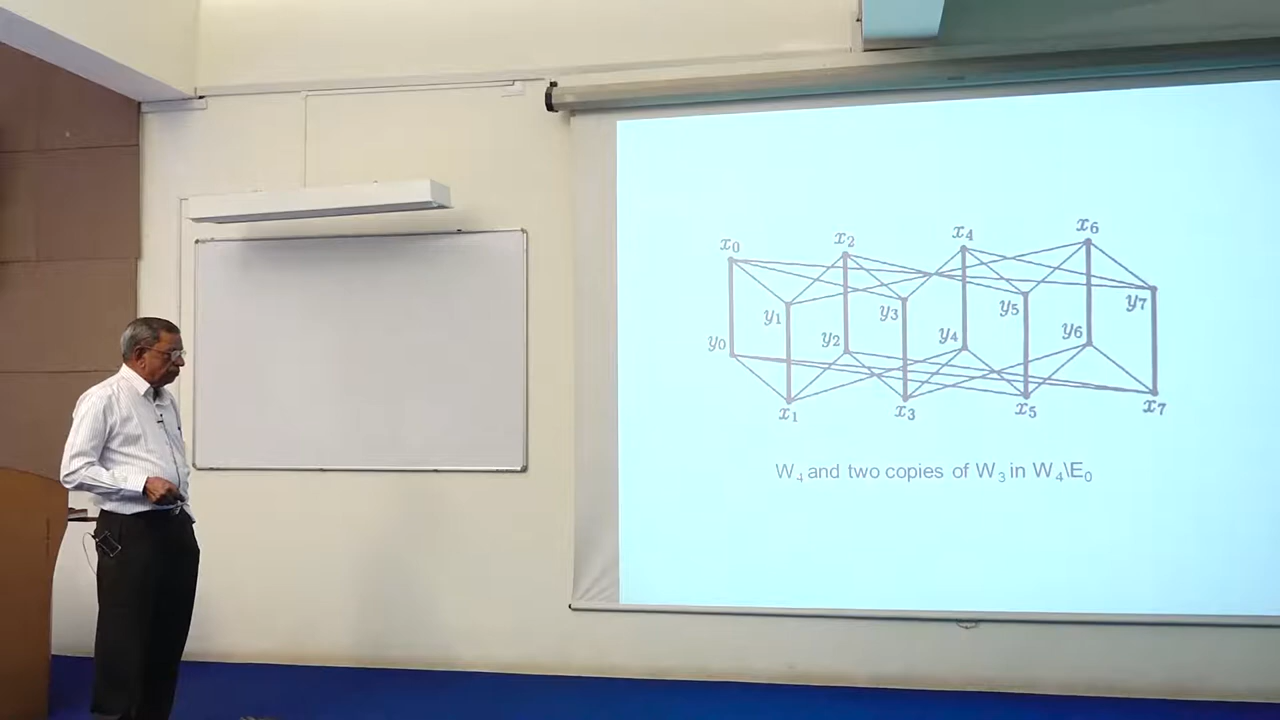 x₀ x₂ x₄ x₆
y₁ y₃ y₅ y₇
y₀ y₂ y₄ y₆
x₁ x₃ x₅ x₇
W₄ and two copies of W₃ in W₄\E₀